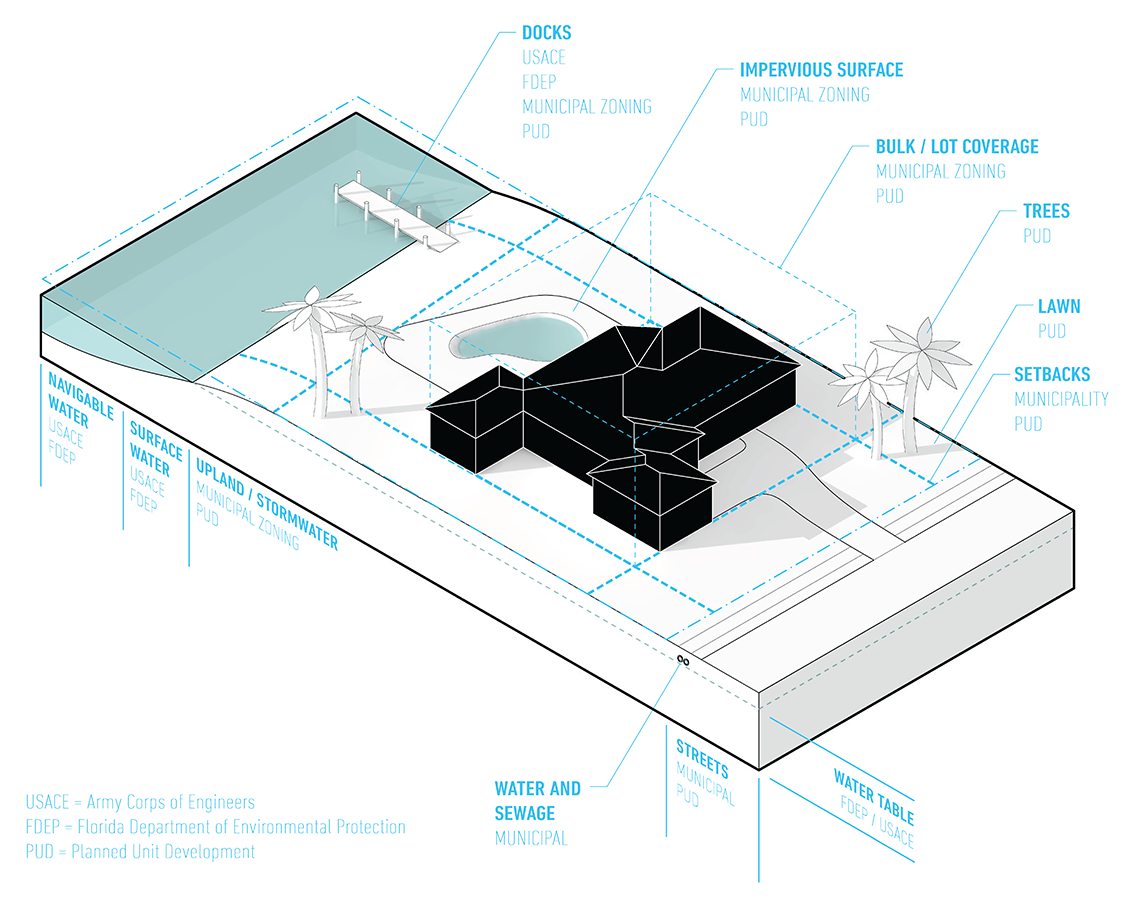 DOCKS
USACE
FDEP
MUNICIPAL ZONING
PUD
IMPERVIOUS SURFACE
MUNICIPAL ZONING
PUD
BULK / LOT COVERAGE
MUNICIPAL ZONING
PUD
TREES
PUD
LAWN
PUD
SETBACKS
MUNICIPALITY
PUD
NAVIGABLE
WATER
USACE
FDEP
SURFACE
WATER
USACE
FDEP
UPLAND / STORMWATER
MUNICIPAL ZONING
PUD
WATER AND
SEWAGE
MUNICIPAL
STREETS
MUNICIPAL
PUD
WATER TABLE
FDEP / USACE
USACE = Army Corps of Engineers
FDEP = Florida Department of Environmental Protection
PUD = Planned Unit Development